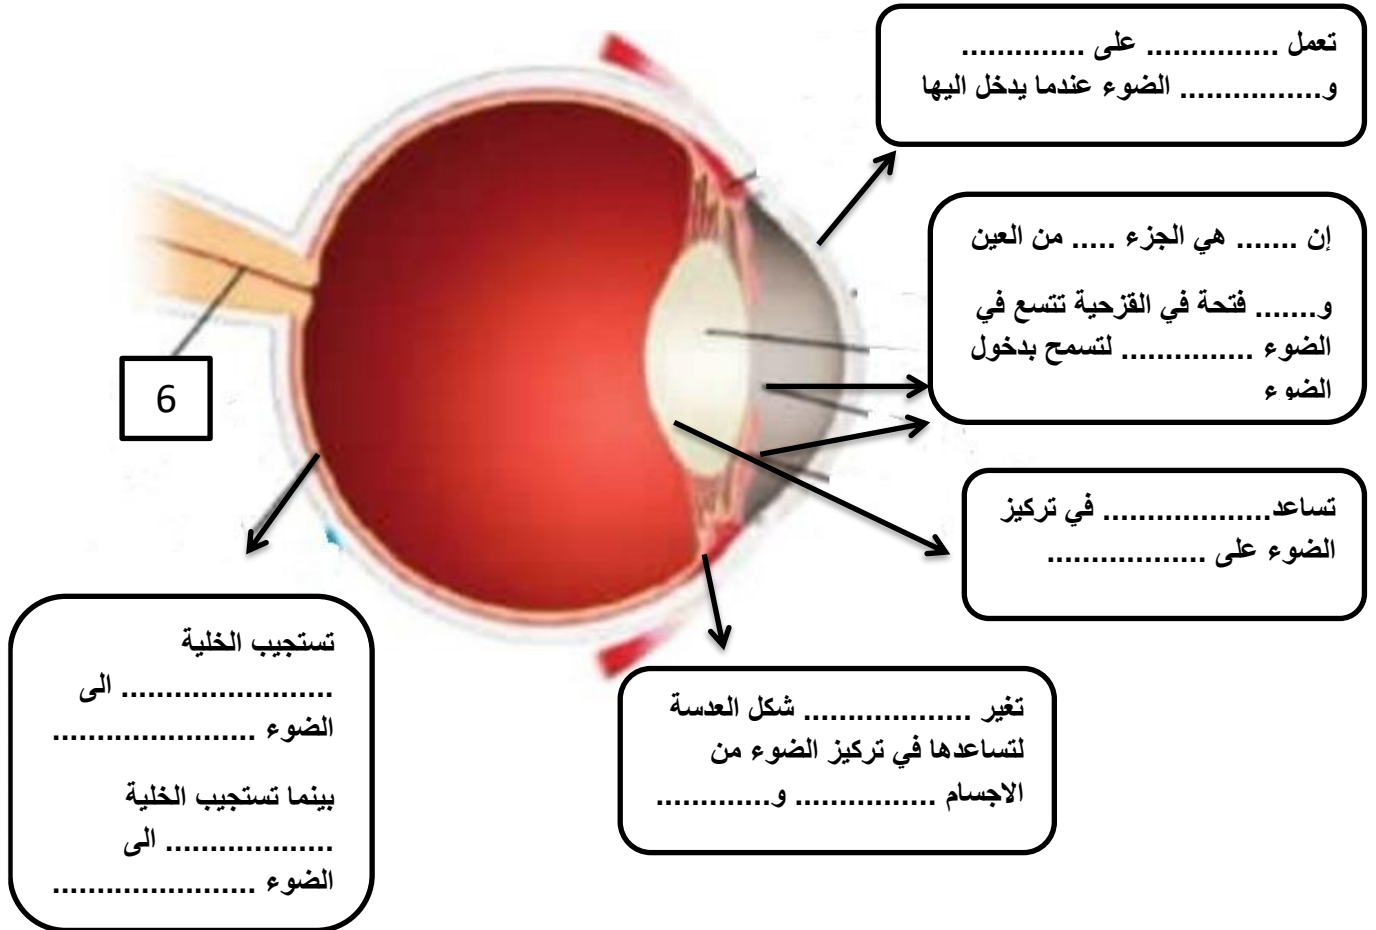 تعمل ............... على ..............
و................ الضوء عندما يدخل اليها
إن ....... هي الجزء ..... من العين
و....... فتحة في القزحية تتسع في
الضوء ............... لتسمح بدخول
الضوء
6
تساعد................... في تركيز
الضوء على ..................
تغير ................... شكل العدسة
لتساعدها في تركيز الضوء من
الاجسام ................ و.............
تستجيب الخلية
........................ الى
الضوء .......................
بينما تستجيب الخلية
................... الى
الضوء .......................